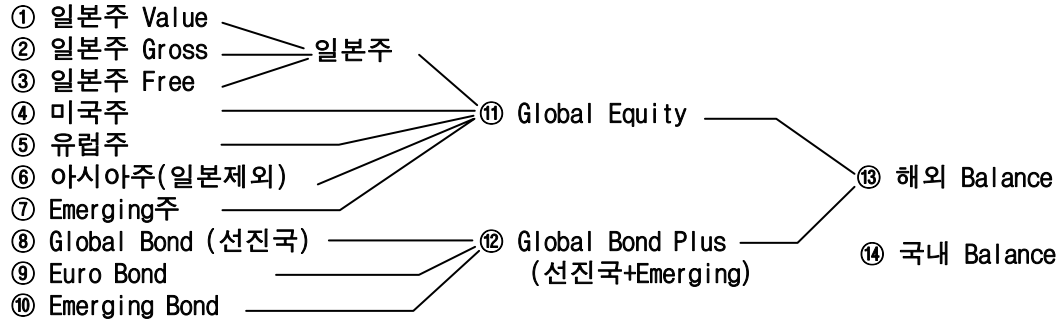 ① 일본주 Value
② 일본주 Gross
③ 일본주 Free
일본주
④ 미국주
⑤ 유럽주
⑥ 아시아주(일본제외)
⑦ Emerging주
⑪ Global Equity
⑧ Global Bond (선진국)
⑨ Euro Bond
⑩ Emerging Bond
⑫ Global Bond Plus
(선진국+Emerging)
⑬ 해외 Balance
⑭ 국내 Balance